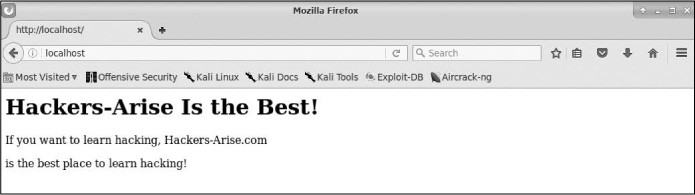 Mozilla Firefox
http://localhost/
localhost
Search
Most Visited
Offensive Security
Kali Linux
Kali Docs
Kali Tools
Exploit-DB
Aircrack-ng
Hackers-Arise Is the Best!
If you want to learn hacking, Hackers-Arise.com
is the best place to learn hacking!